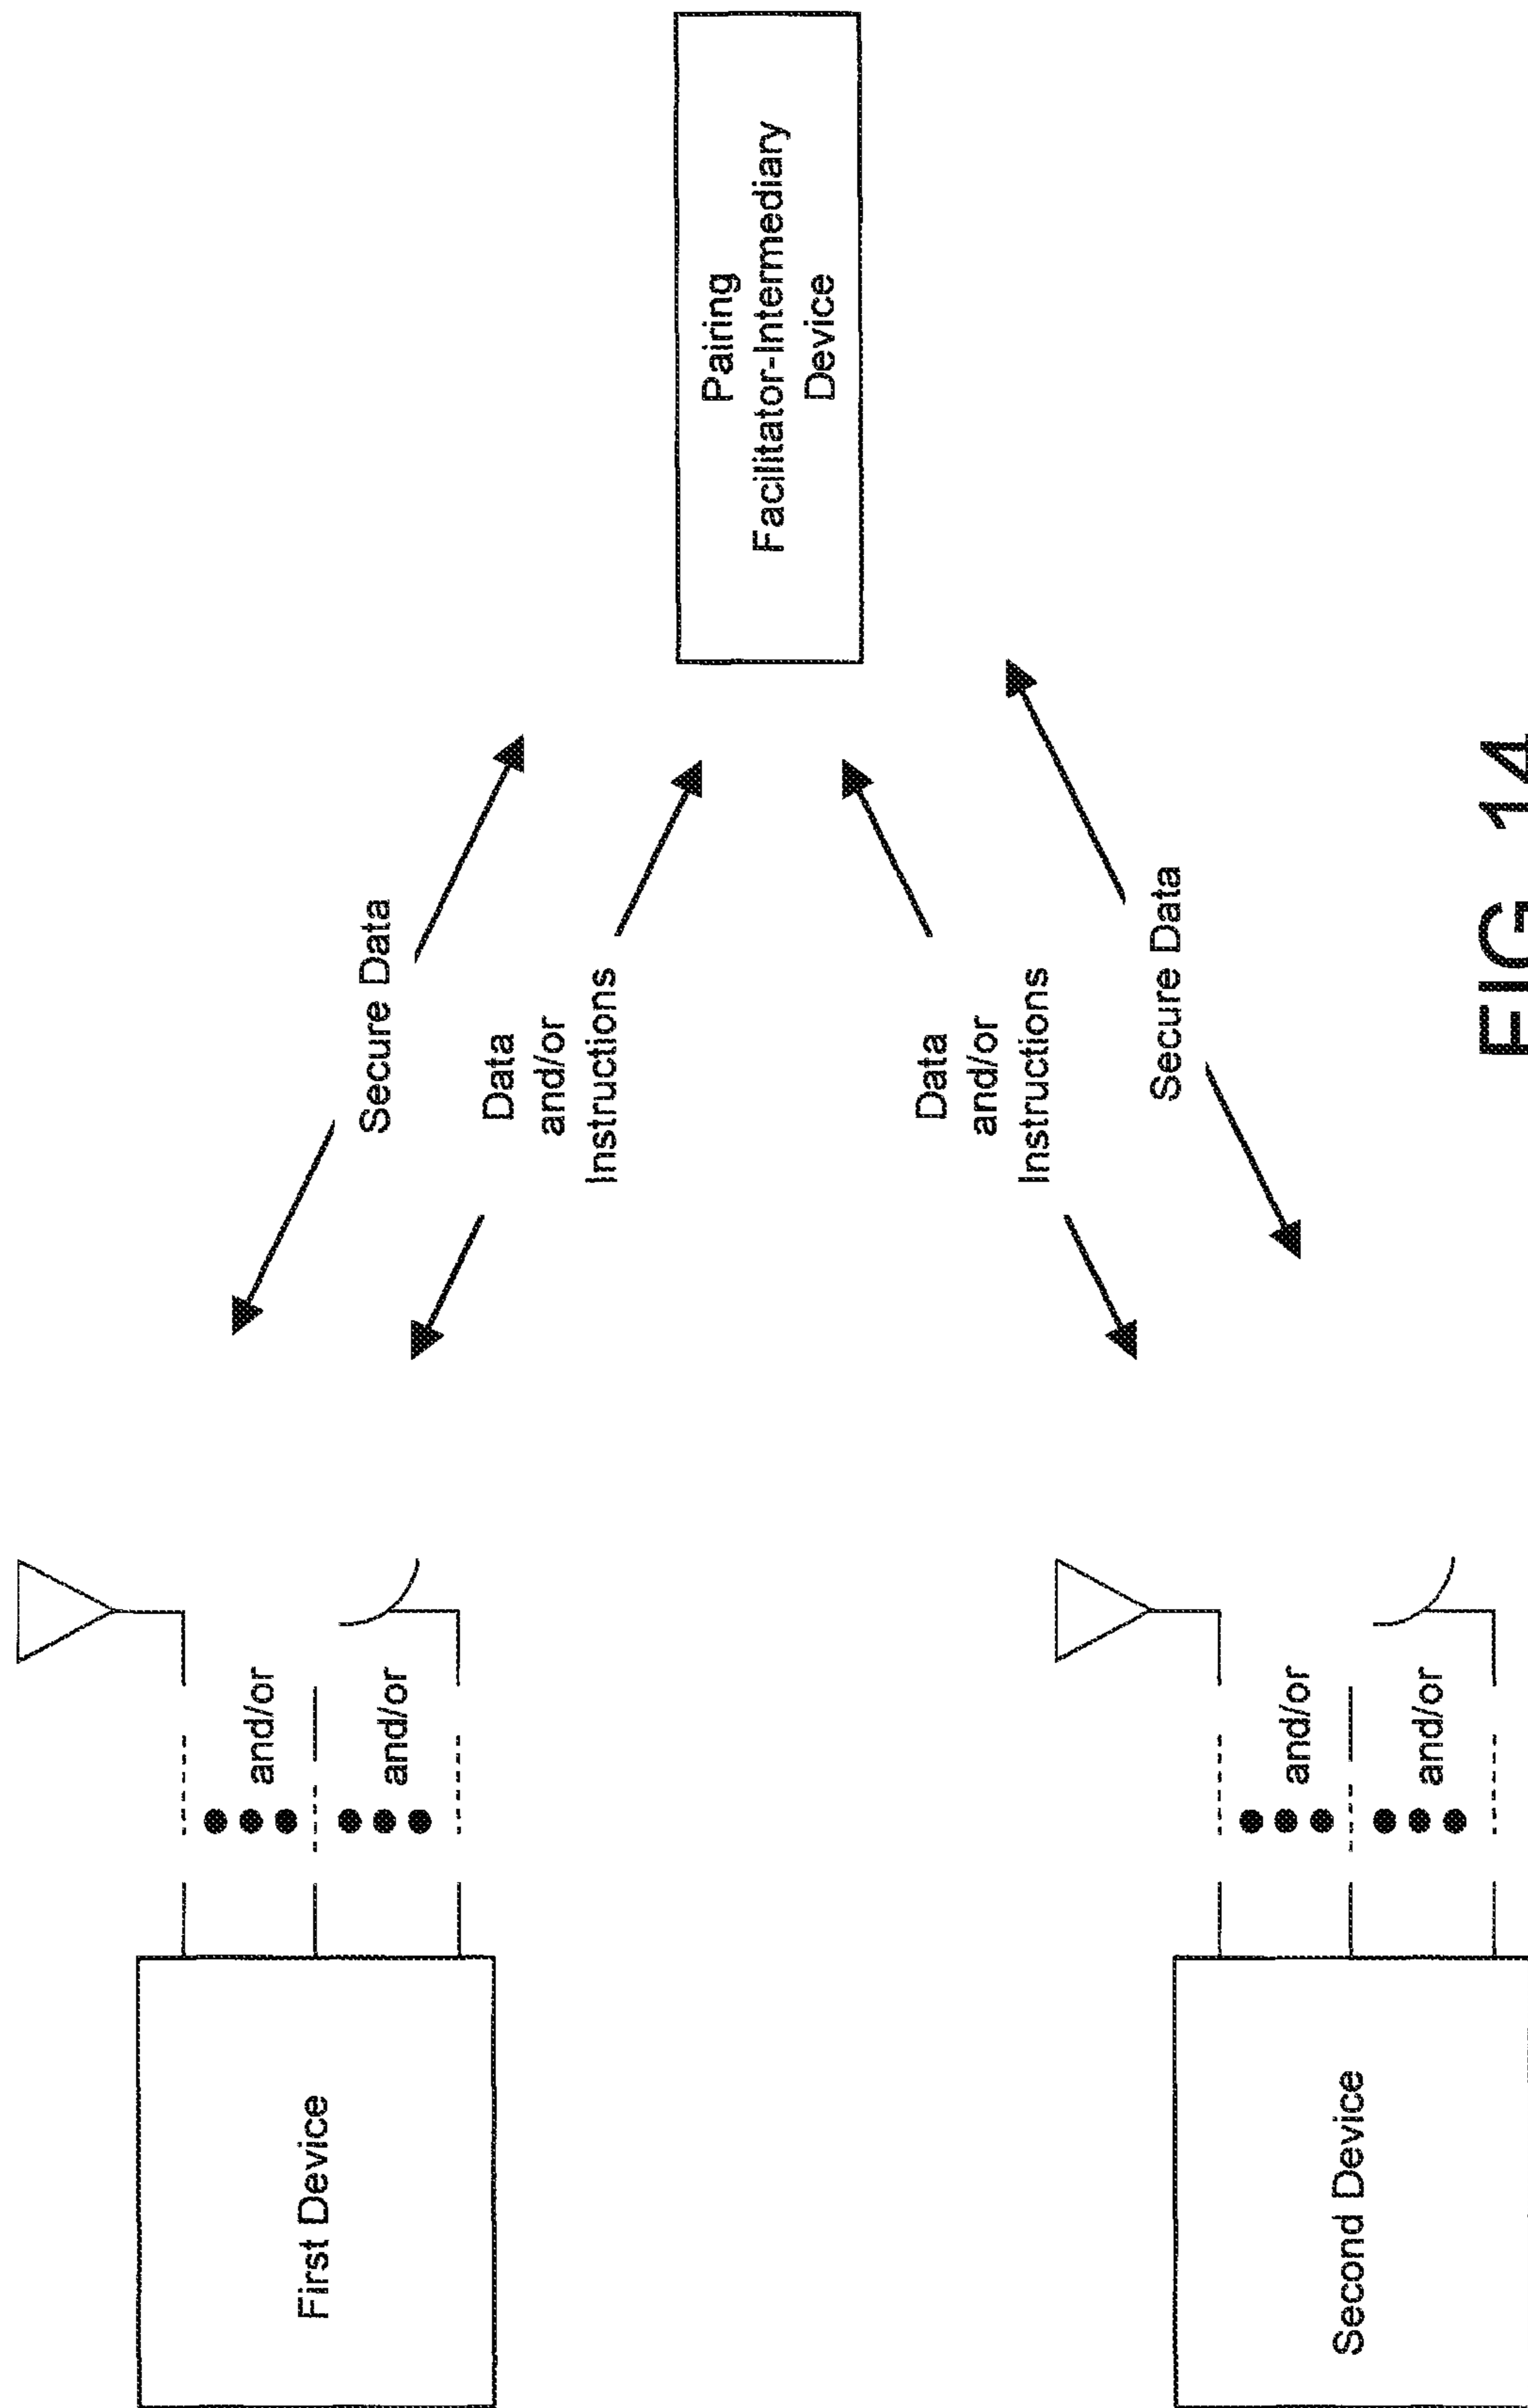 First Device
and/or
and/or
Secure Data
Data
and/or
Instructions
Pairing
Facilitator-Intermediary
Device
Data
and/or
Instructions
Secure Data
Second Device
and/or
and/or
FIG. 14